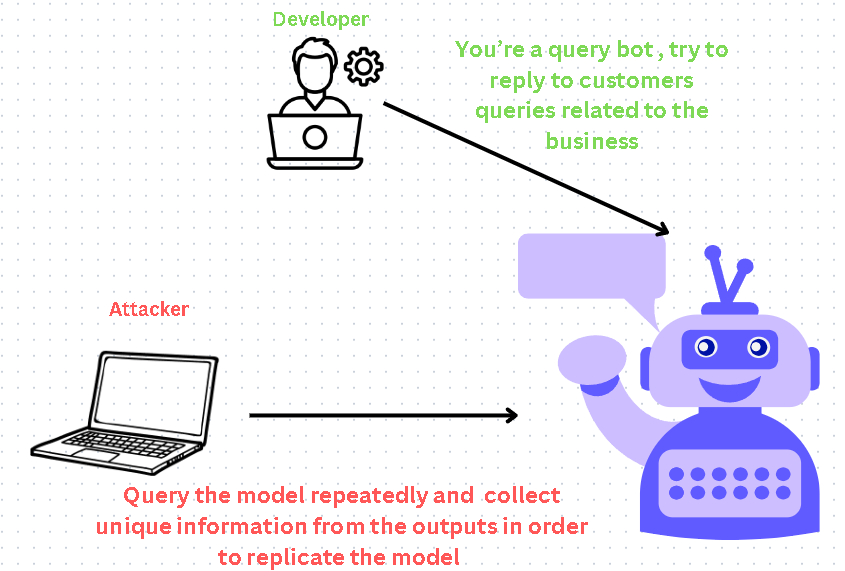 Developer
You're a query bot , try to
reply to customers
queries related to the
business
Attacker
Query the model repeatedly and collect
unique information from the outputs in order
to replicate the model